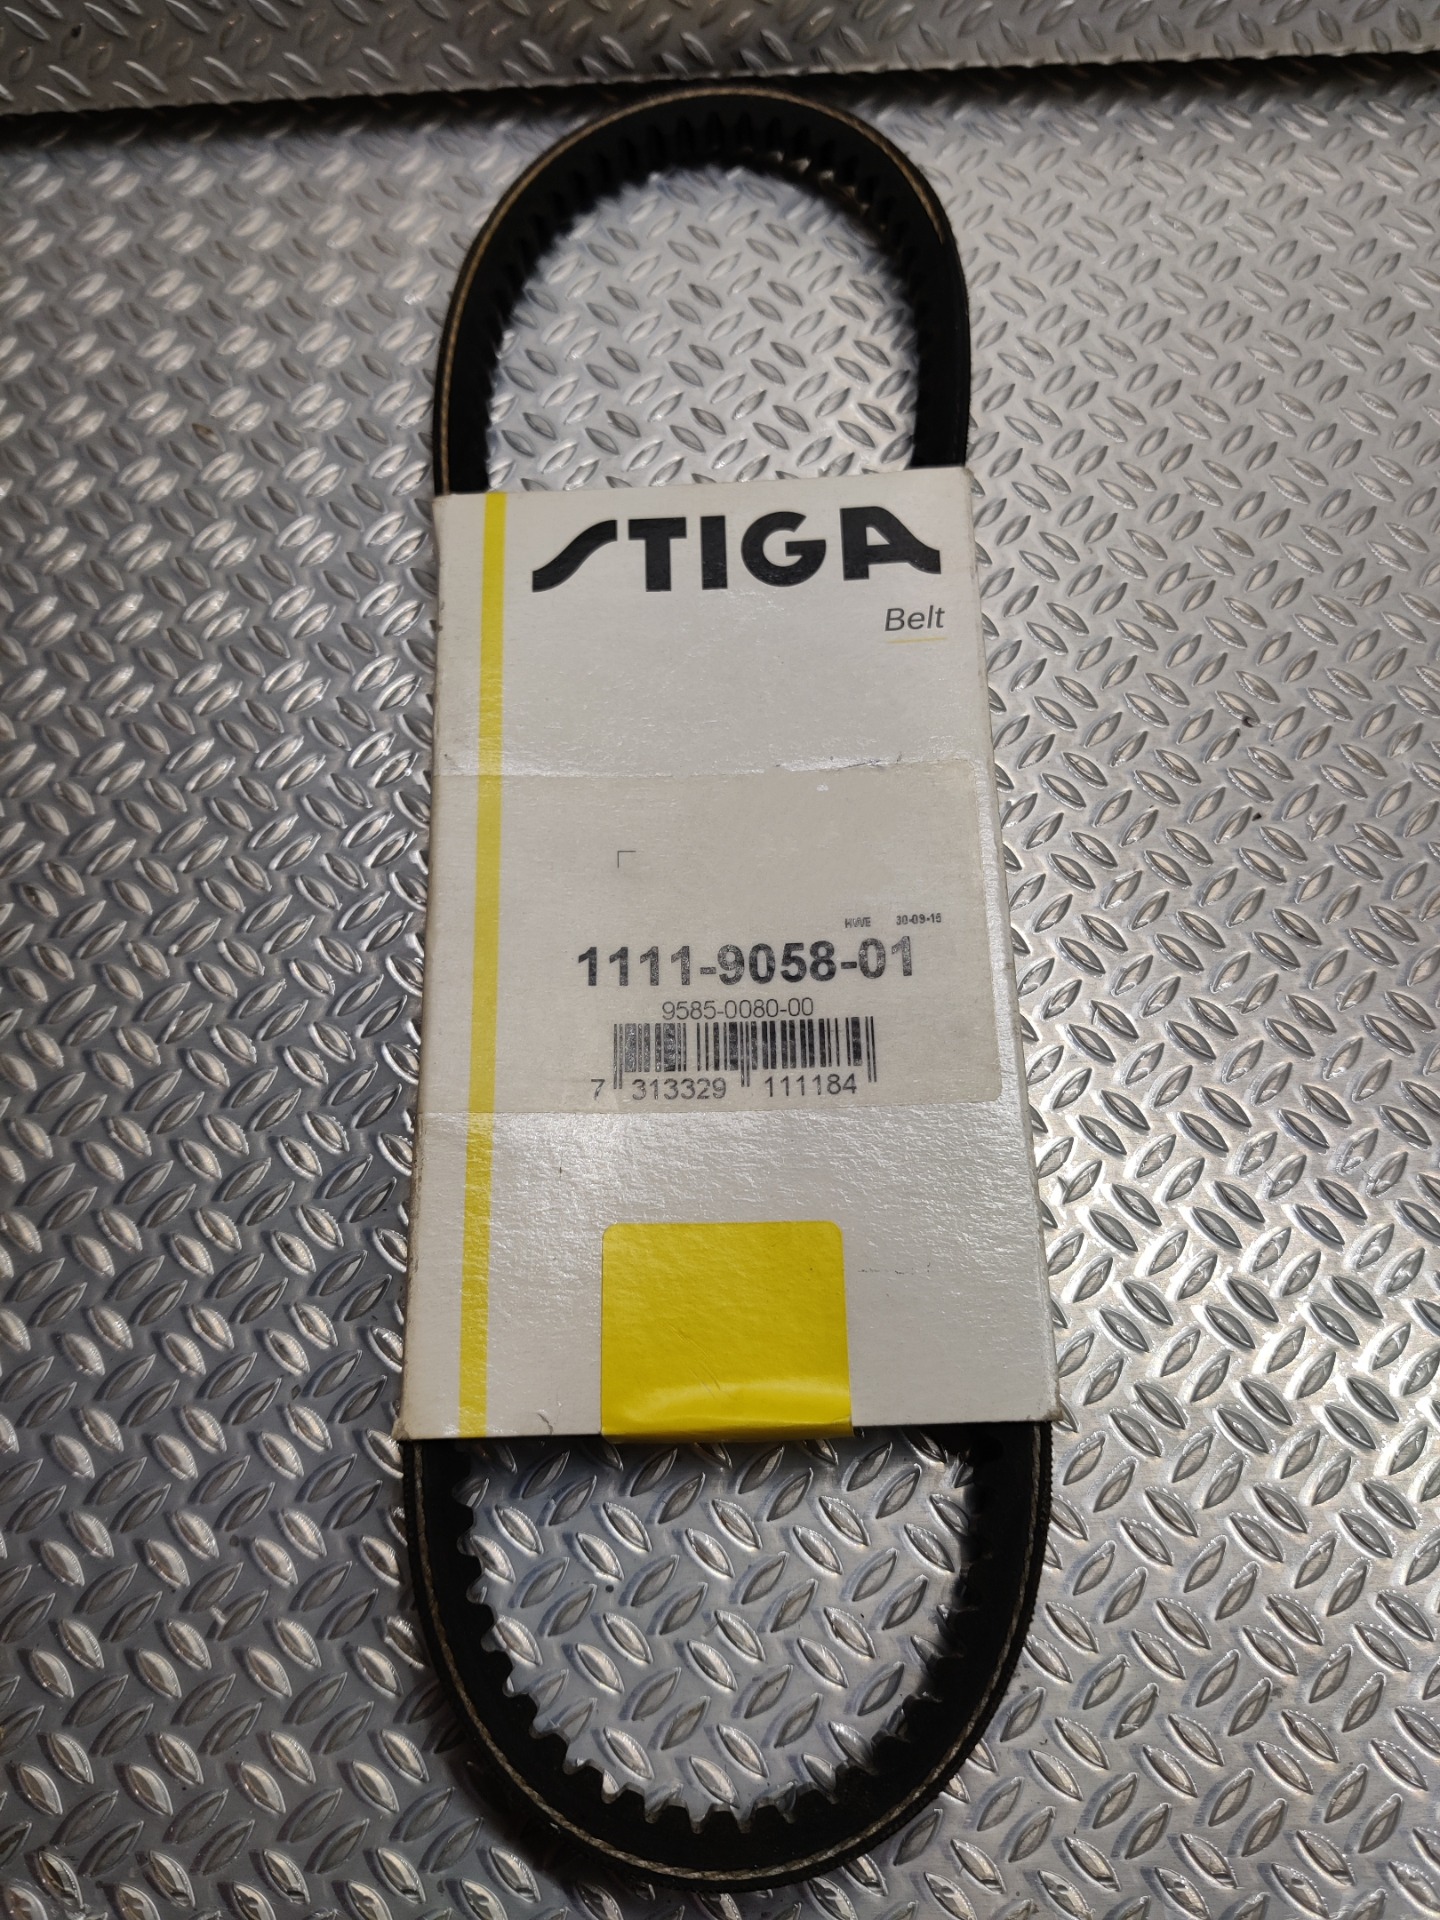 STIGA
Belt
HWE 30-09-15
1111-9058-01
9585-0080-00
7 313329 111184